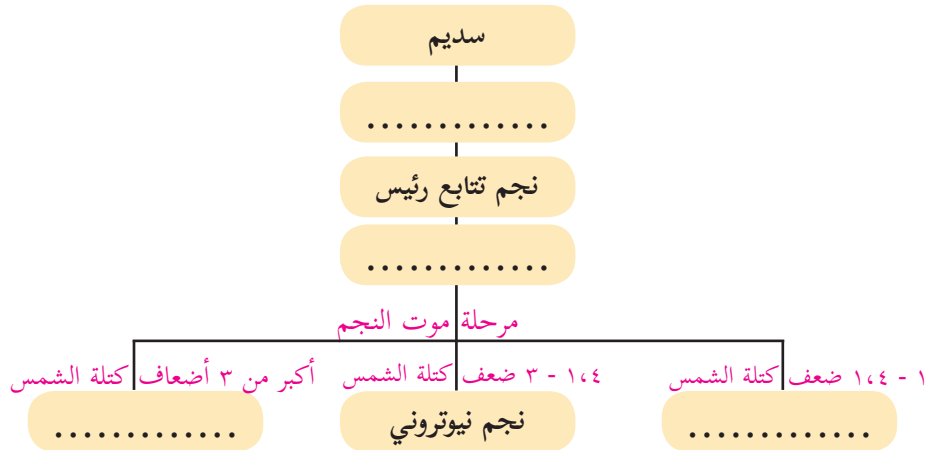 سديم
.............
نجم تتابع رئيس
.............
مرحلة موت النجم
١ - ١،٤ ضعف كتلة الشمس
١،٤ - ٣ ضعف كتلة الشمس
أكبر من ٣ أضعاف كتلة الشمس
.............
نجم نيوتروني
.............